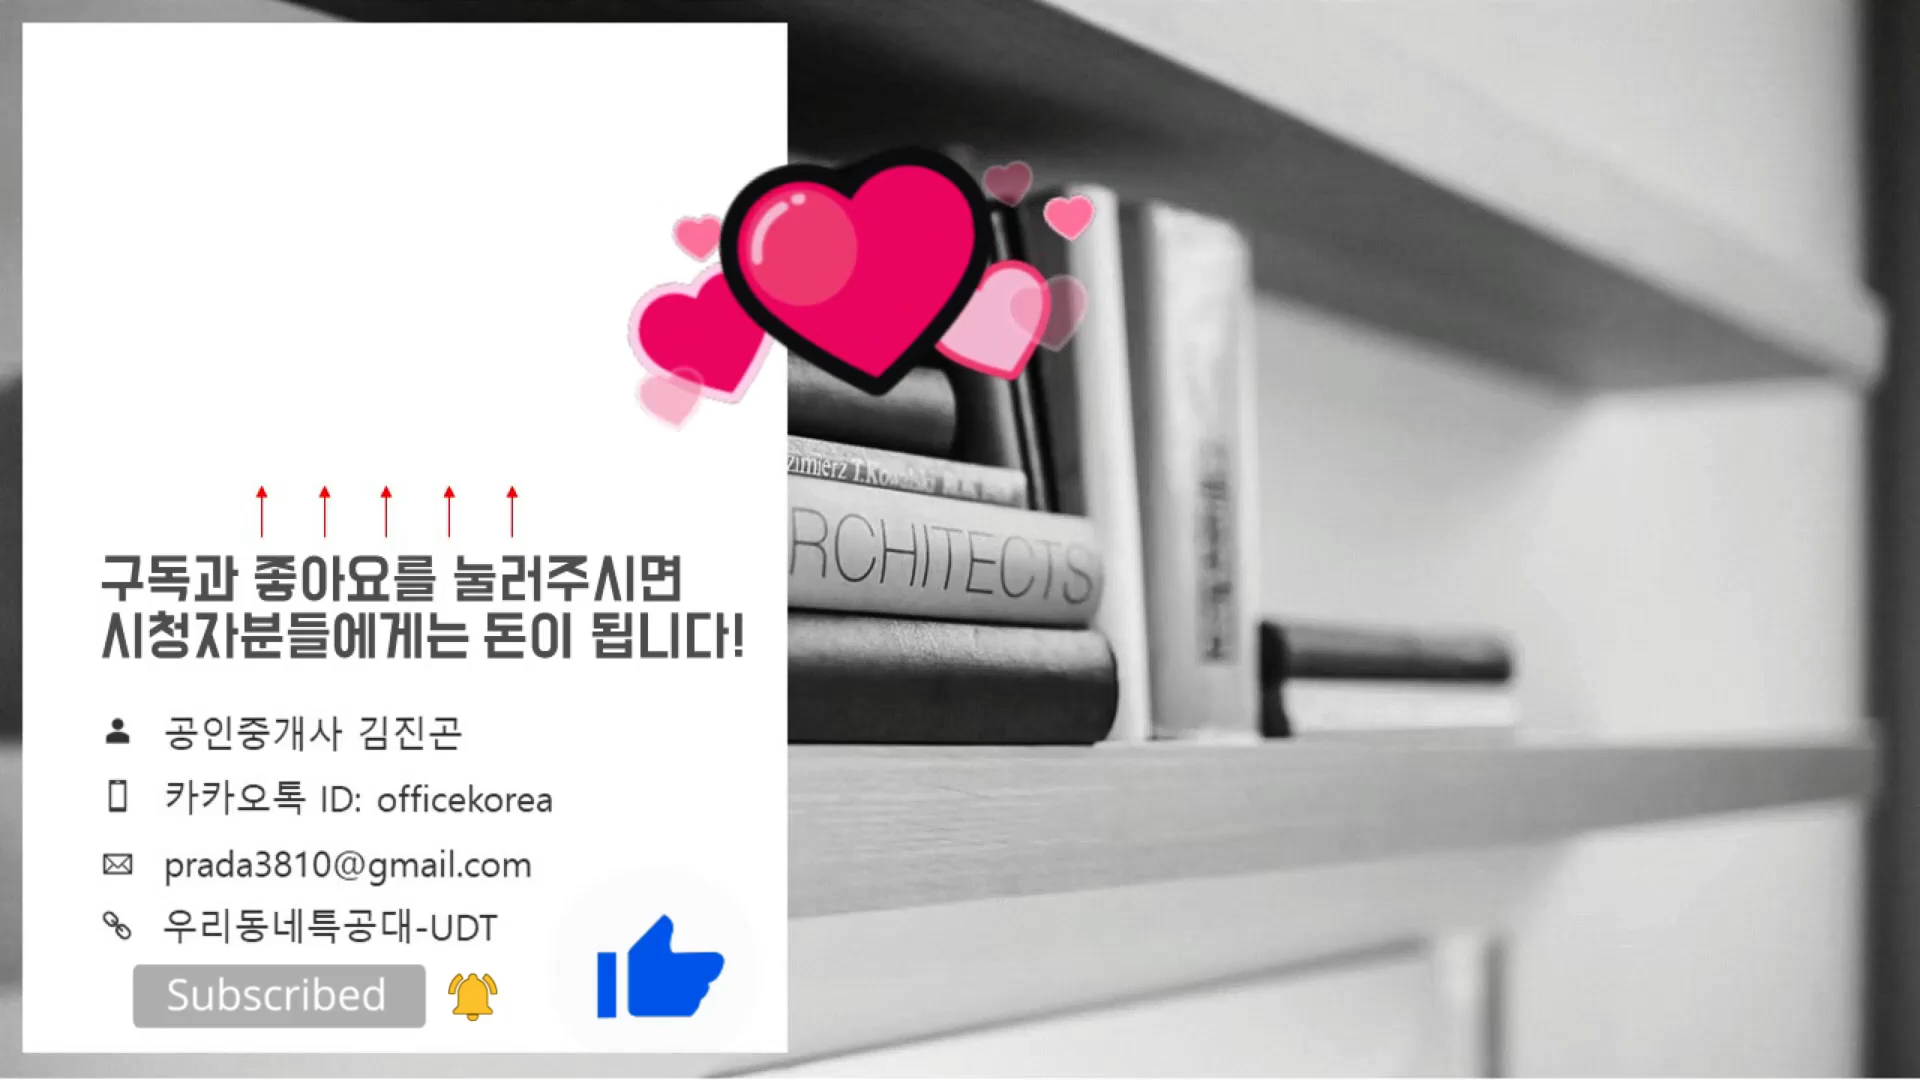 구독과 좋아요를 눌러주시면
시청자분들에게는 돈이 됩니다!
공인중개사 김진곤
카카오톡 ID: officekorea
prada3810@gmail.com
우리동네특공대-UDT
Subscribed
zimierz T.Kowalski
RCHITECTS